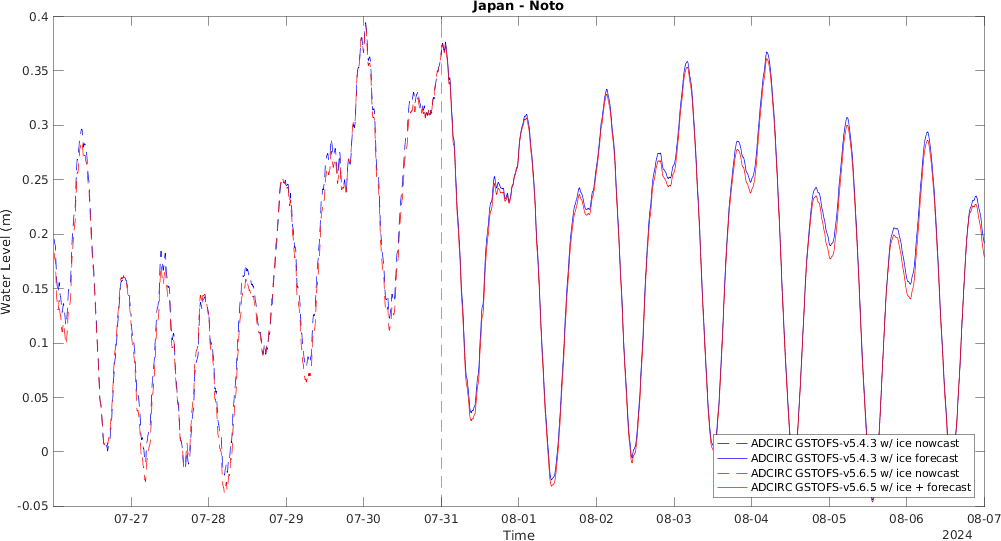 Japan - Noto
0.4
0.35
0.3
0.25
0.2
0.15
0.1
0.05
0
-0.05
Water Level (m)
ADCIRC GSTOFS-v5.4.3 w/ ice nowcast
ADCIRC GSTOFS-v5.4.3 w/ ice forecast
ADCIRC GSTOFS-v5.6.5 w/ ice nowcast
ADCIRC GSTOFS-v5.6.5 w/ ice + forecast
07-27 07-28 07-29 07-30 07-31 08-01 08-02 08-03 08-04 08-05 08-06 08-07
Time 2024